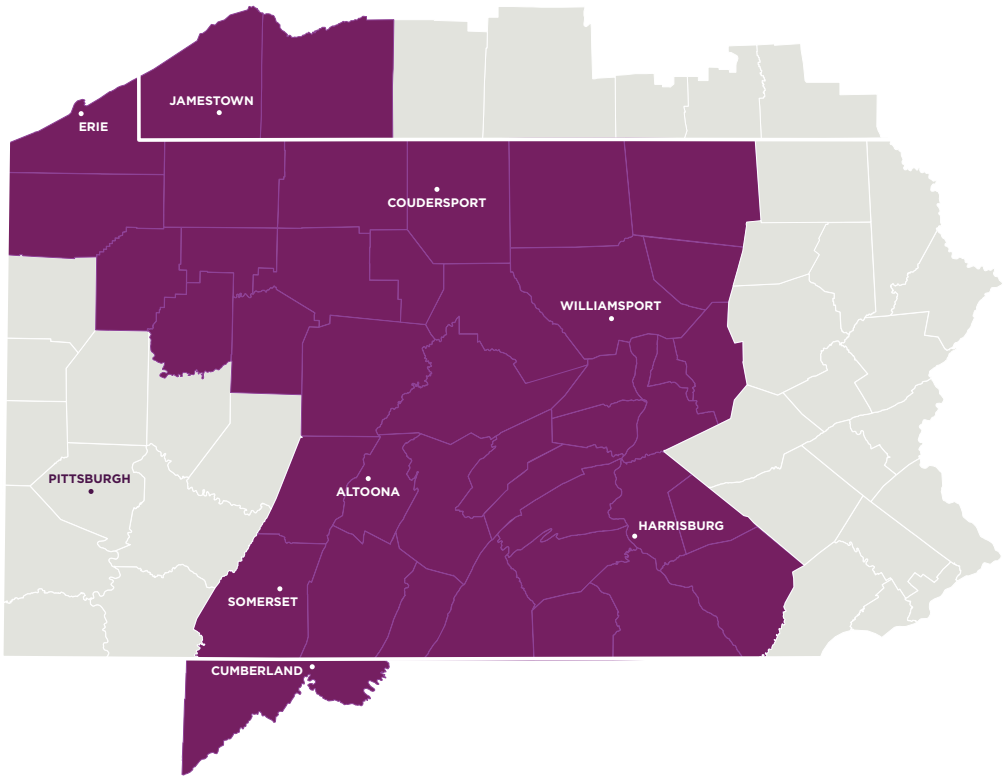 JAMESTOWN
ERIE
COUDERSPORT
WILLIAMSPORT
PITTSBURGH
ALTOONA
HARRISBURG
SOMERSET
CUMBERLAND